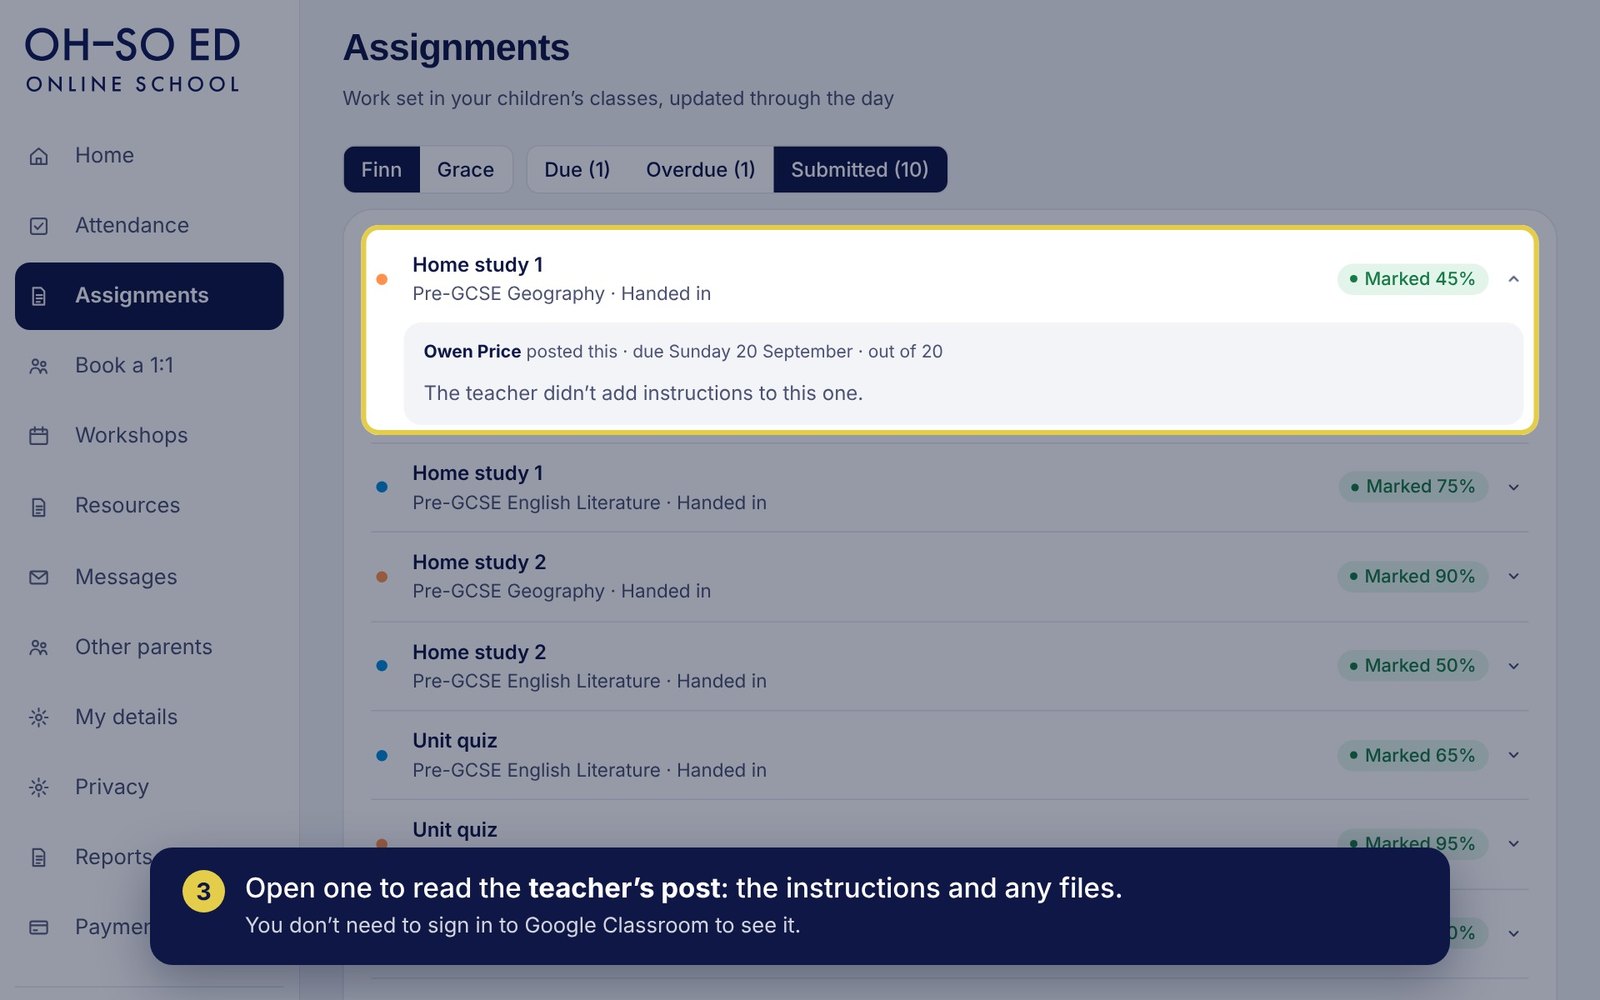 OH–SO ED
ONLINE SCHOOL
Home
Attendance
Assignments
Book a 1:1
Workshops
Resources
Messages
Other parents
My details
Privacy
Reports
Assignments
Work set in your children’s classes, updated through the day
Finn
Grace
Due (1)
Overdue (1)
Submitted (10)
Home study 1
Pre-GCSE Geography · Handed in
Marked 45%
Owen Price posted this · due Sunday 20 September · out of 20
The teacher didn’t add instructions to this one.
Home study 1
Pre-GCSE English Literature · Handed in
Marked 75%
Home study 2
Pre-GCSE Geography · Handed in
Marked 90%
Home study 2
Pre-GCSE English Literature · Handed in
Marked 50%
Unit quiz
Pre-GCSE English Literature · Handed in
Marked 65%
Unit quiz
Marked 95%
3
Open one to read the teacher’s post: the instructions and any files.
You don’t need to sign in to Google Classroom to see it.